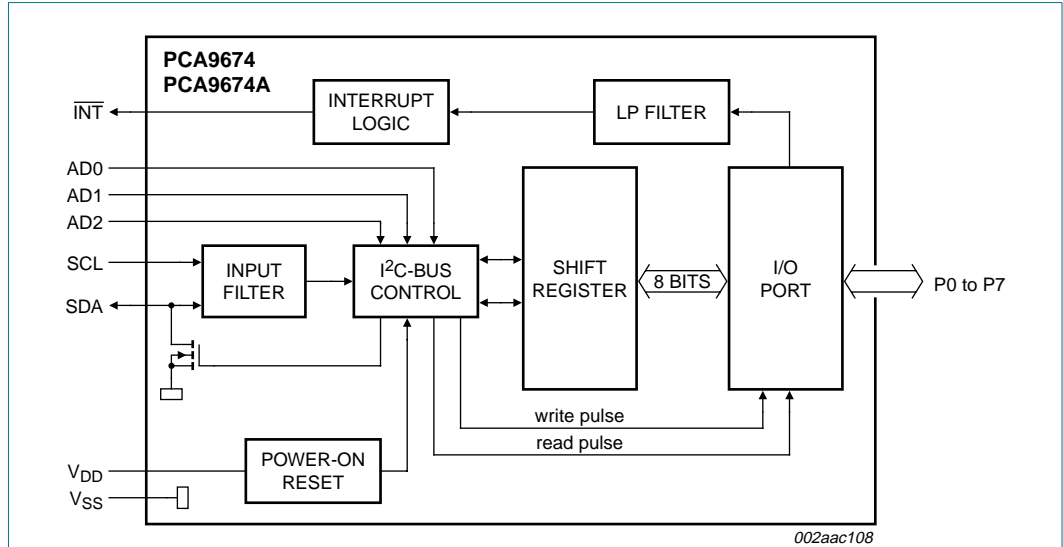 PCA9674
PCA9674A
INT
INTERRUPT
LOGIC
LP FILTER
AD0
AD1
AD2
SCL
SDA
INPUT
FILTER
I²C-BUS
CONTROL
SHIFT
REGISTER
8 BITS
I/O
PORT
P0 to P7
write pulse
read pulse
VDD
VSS
POWER-ON
RESET
002aac108